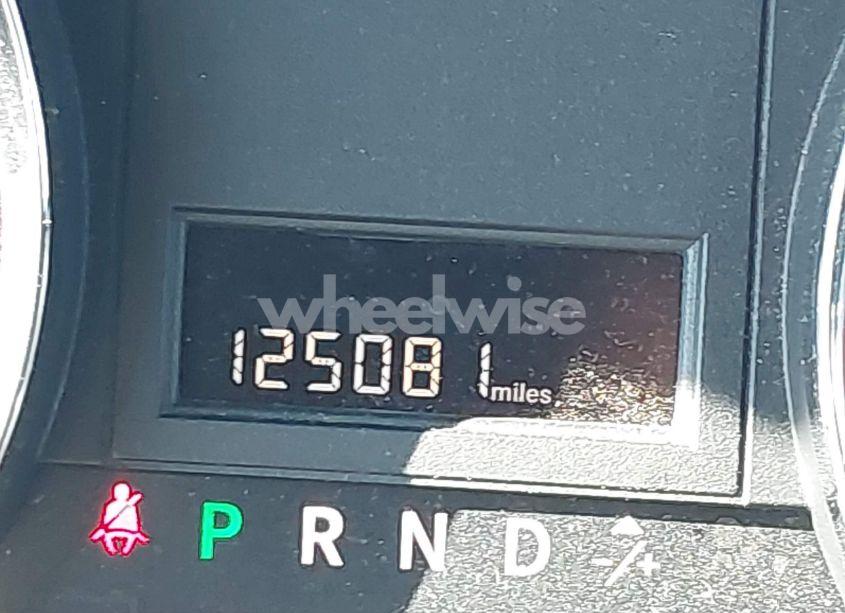 wheelwise
125081 miles
P R N D -/+